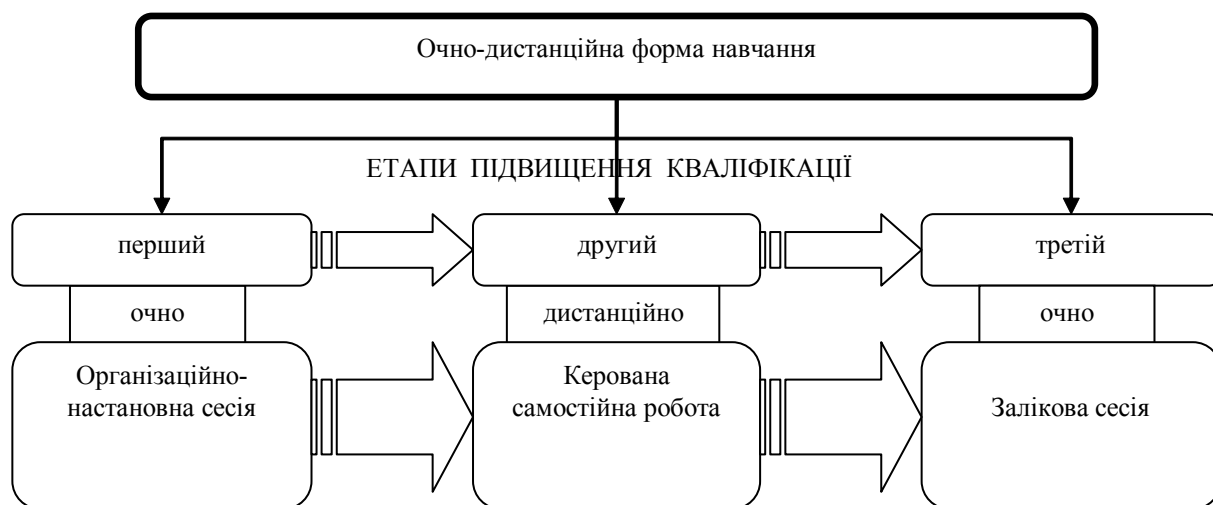 Очно-дистанційна форма навчання
ЕТАПИ ПІДВИЩЕННЯ КВАЛІФІКАЦІЇ
перший
другий
третій
очно
дистанційно
очно
Організаційно-
настановна сесія
Керована
самостійна робота
Залікова сесія